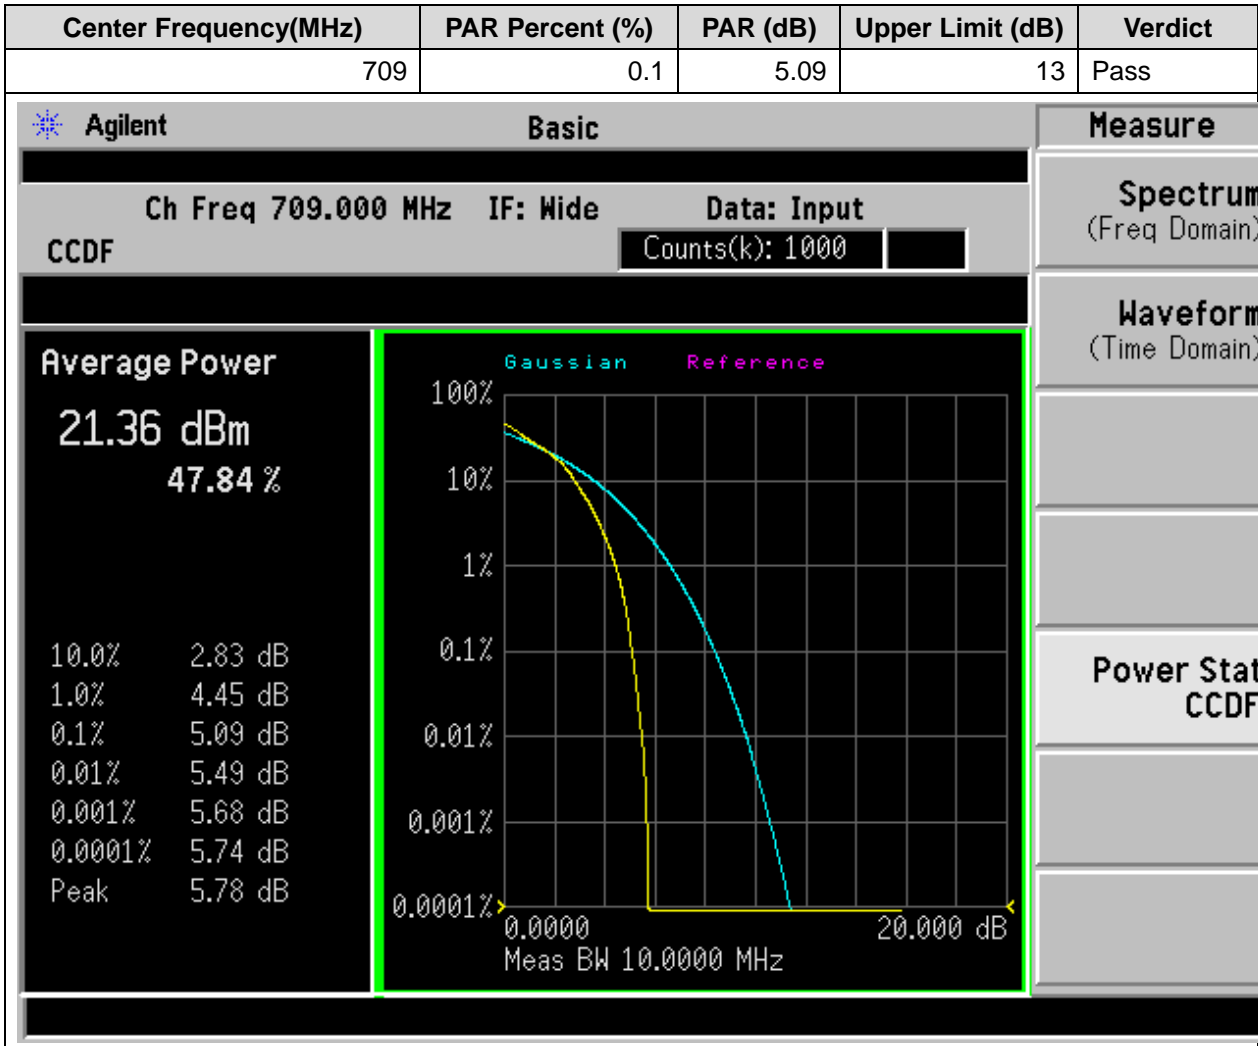 Center Frequency(MHz) PAR Percent (%) PAR (dB) Upper Limit (dB) Verdict
709 0.1 5.09 13 Pass
Agilent Basic Measure
Ch Freq 709.000 MHz IF: Wide Data: Input
CCDF Counts(k): 1000
Spectrum
(Freq Domain)
Waveform
(Time Domain)
Power Stat
CCDF
Average Power
21.36 dBm
47.84 %
10.0% 2.83 dB
1.0% 4.45 dB
0.1% 5.09 dB
0.01% 5.49 dB
0.001% 5.68 dB
0.0001% 5.74 dB
Peak 5.78 dB
Gaussian Reference
100%
10%
1%
0.1%
0.01%
0.001%
0.0001%
0.0000 20.000 dB
Meas BW 10.0000 MHz